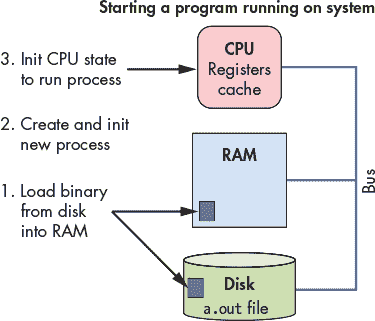 Starting a program running on system
3. Init CPU state
to run process
CPU
Registers
cache
2. Create and init
new process
RAM
1. Load binary
from disk
into RAM
Bus
Disk
a.out file